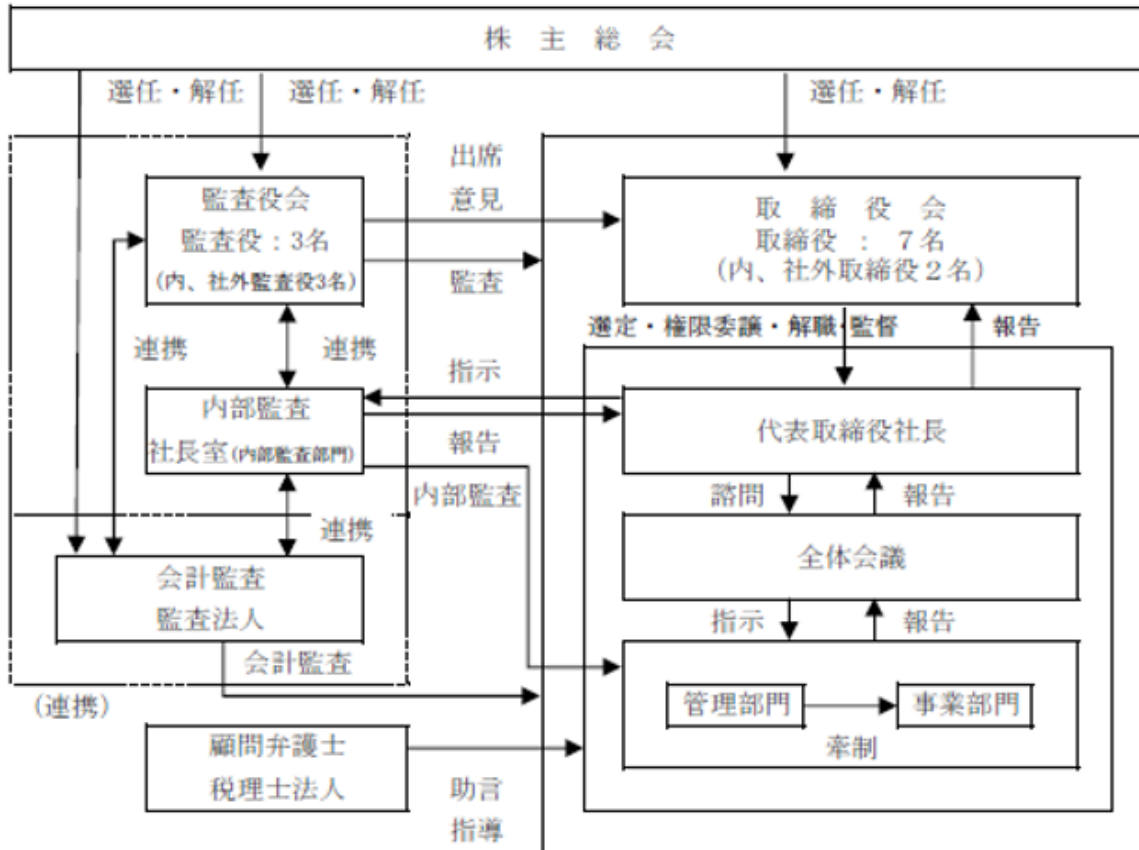 株主総会
選任・解任 選任・解任 選任・解任
出席
意見
監査役会
監査役：3名
(内、社外監査役3名)
監査
取締役会
取締役：7名
(内、社外取締役2名)
選定・権限委譲・解職・監督 報告
連携 連携
指示
内部監査
社長室(内部監査部門)
報告
内部監査
代表取締役社長
諮問 報告
連携
全体会議
会計監査
監査法人
指示 報告
会計監査
(連携)
管理部門 事業部門
牽制
顧問弁護士
税理士法人
助言
指導